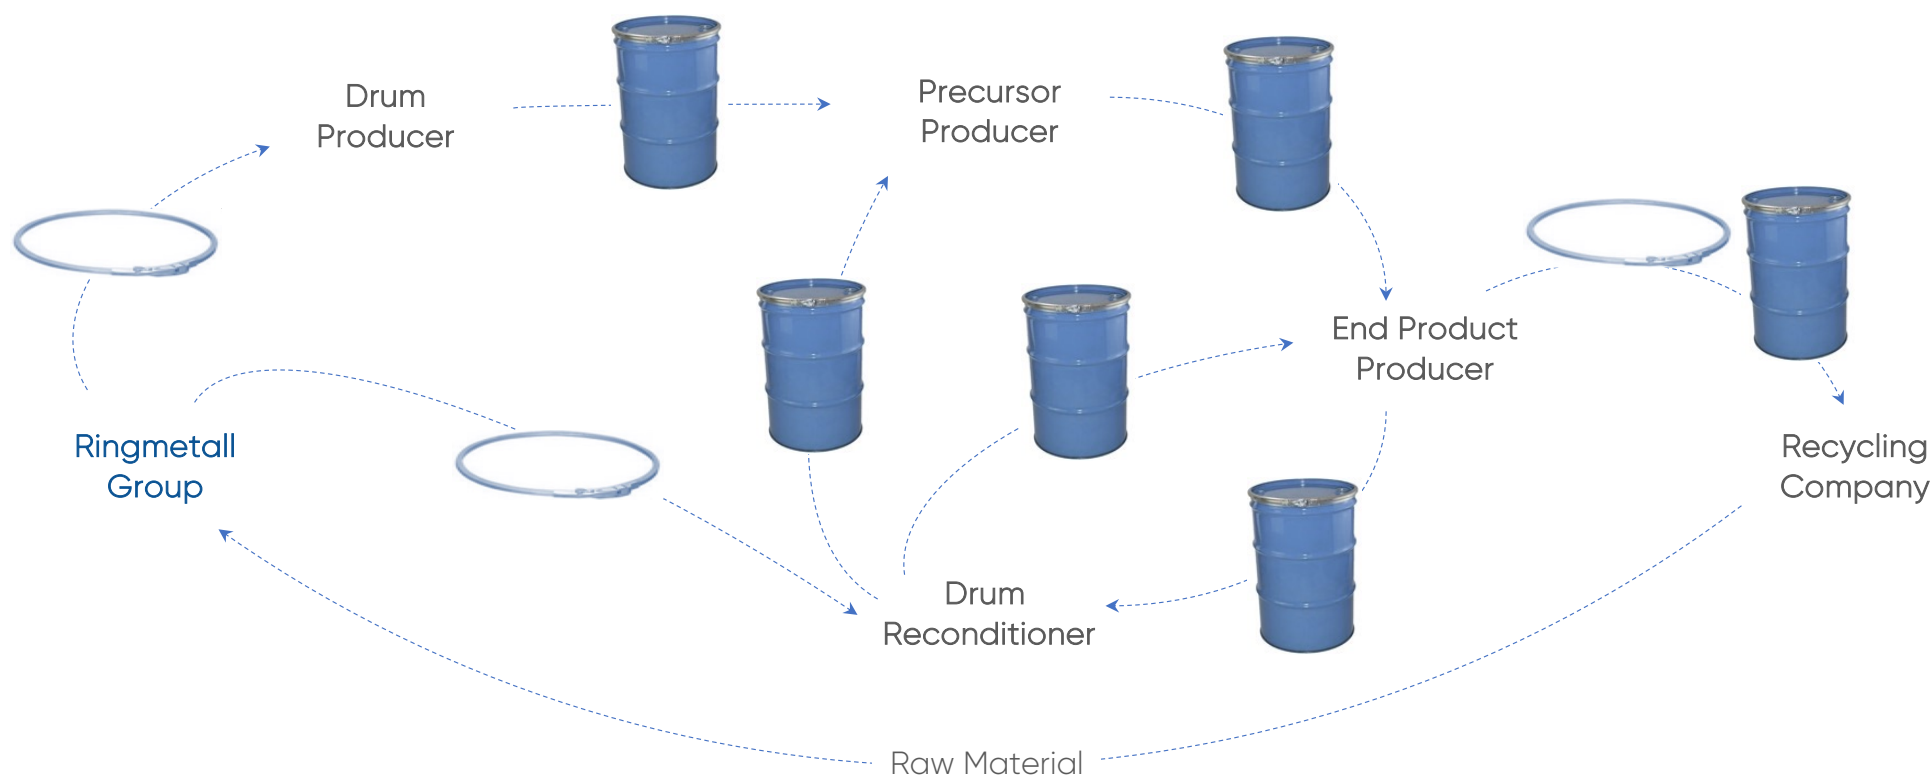 Drum
Producer
Precursor
Producer
End Product
Producer
Ringmetall
Group
Recycling
Company
Drum
Reconditioner
Raw Material